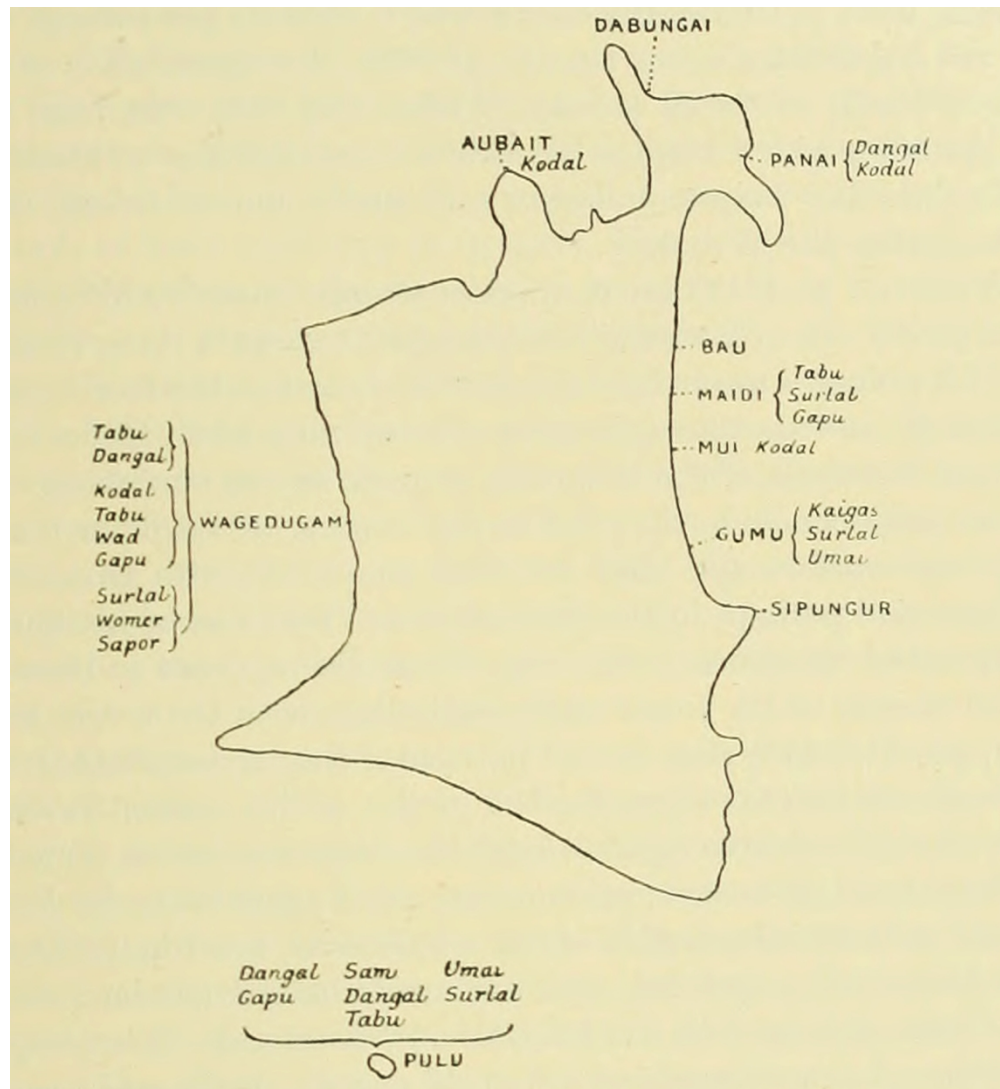 DABUNGAI
AUBAIT
Kodal
PANAI
Dangal
Kodal
BAU
MAIDI
Tabu
Surlal
Gapu
MUI Kodal
Tabu
Dangal
Kodal
Tabu
Wad
Gapu
Surlal
Womer
Sapor
WAGEDUGAM
GUMU
Kaigas
Surlal
Umai
SIPUNGUR
Dangal Sam Umai
Gapu Dangal Surlal
Tabu
PULU